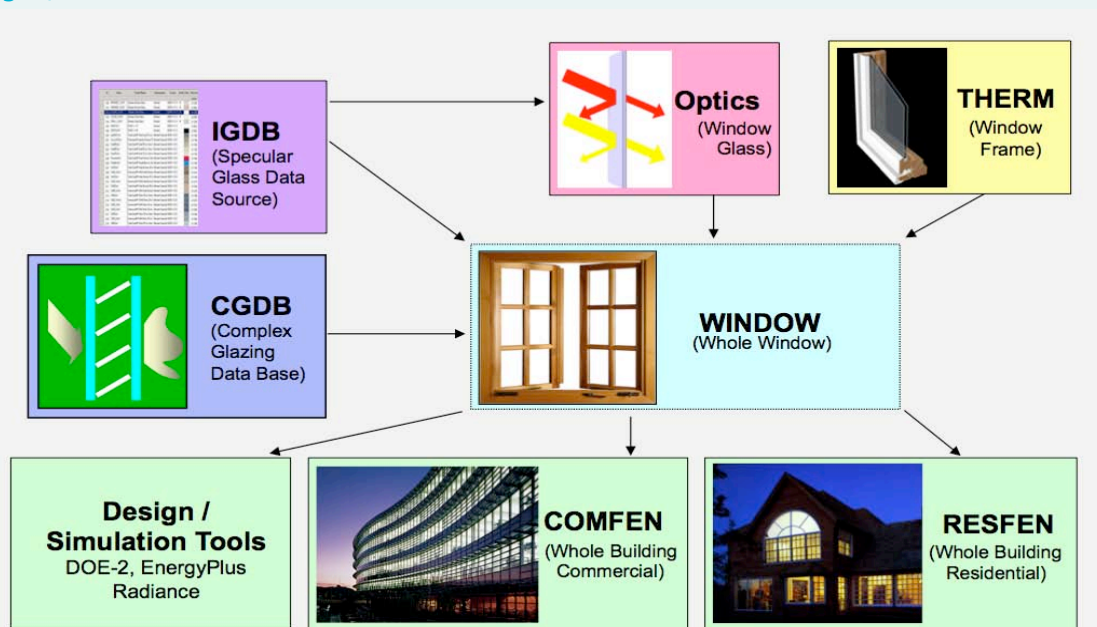 IGDB
(Specular
Glass Data
Source)
Optics
(Window
Glass)
THERM
(Window
Frame)
CGDB
(Complex
Glazing
Data Base)
WINDOW
(Whole Window)
Design /
Simulation Tools
DOE-2, EnergyPlus
Radiance
COMFEN
(Whole Building
Commercial)
RESFEN
(Whole Building
Residential)